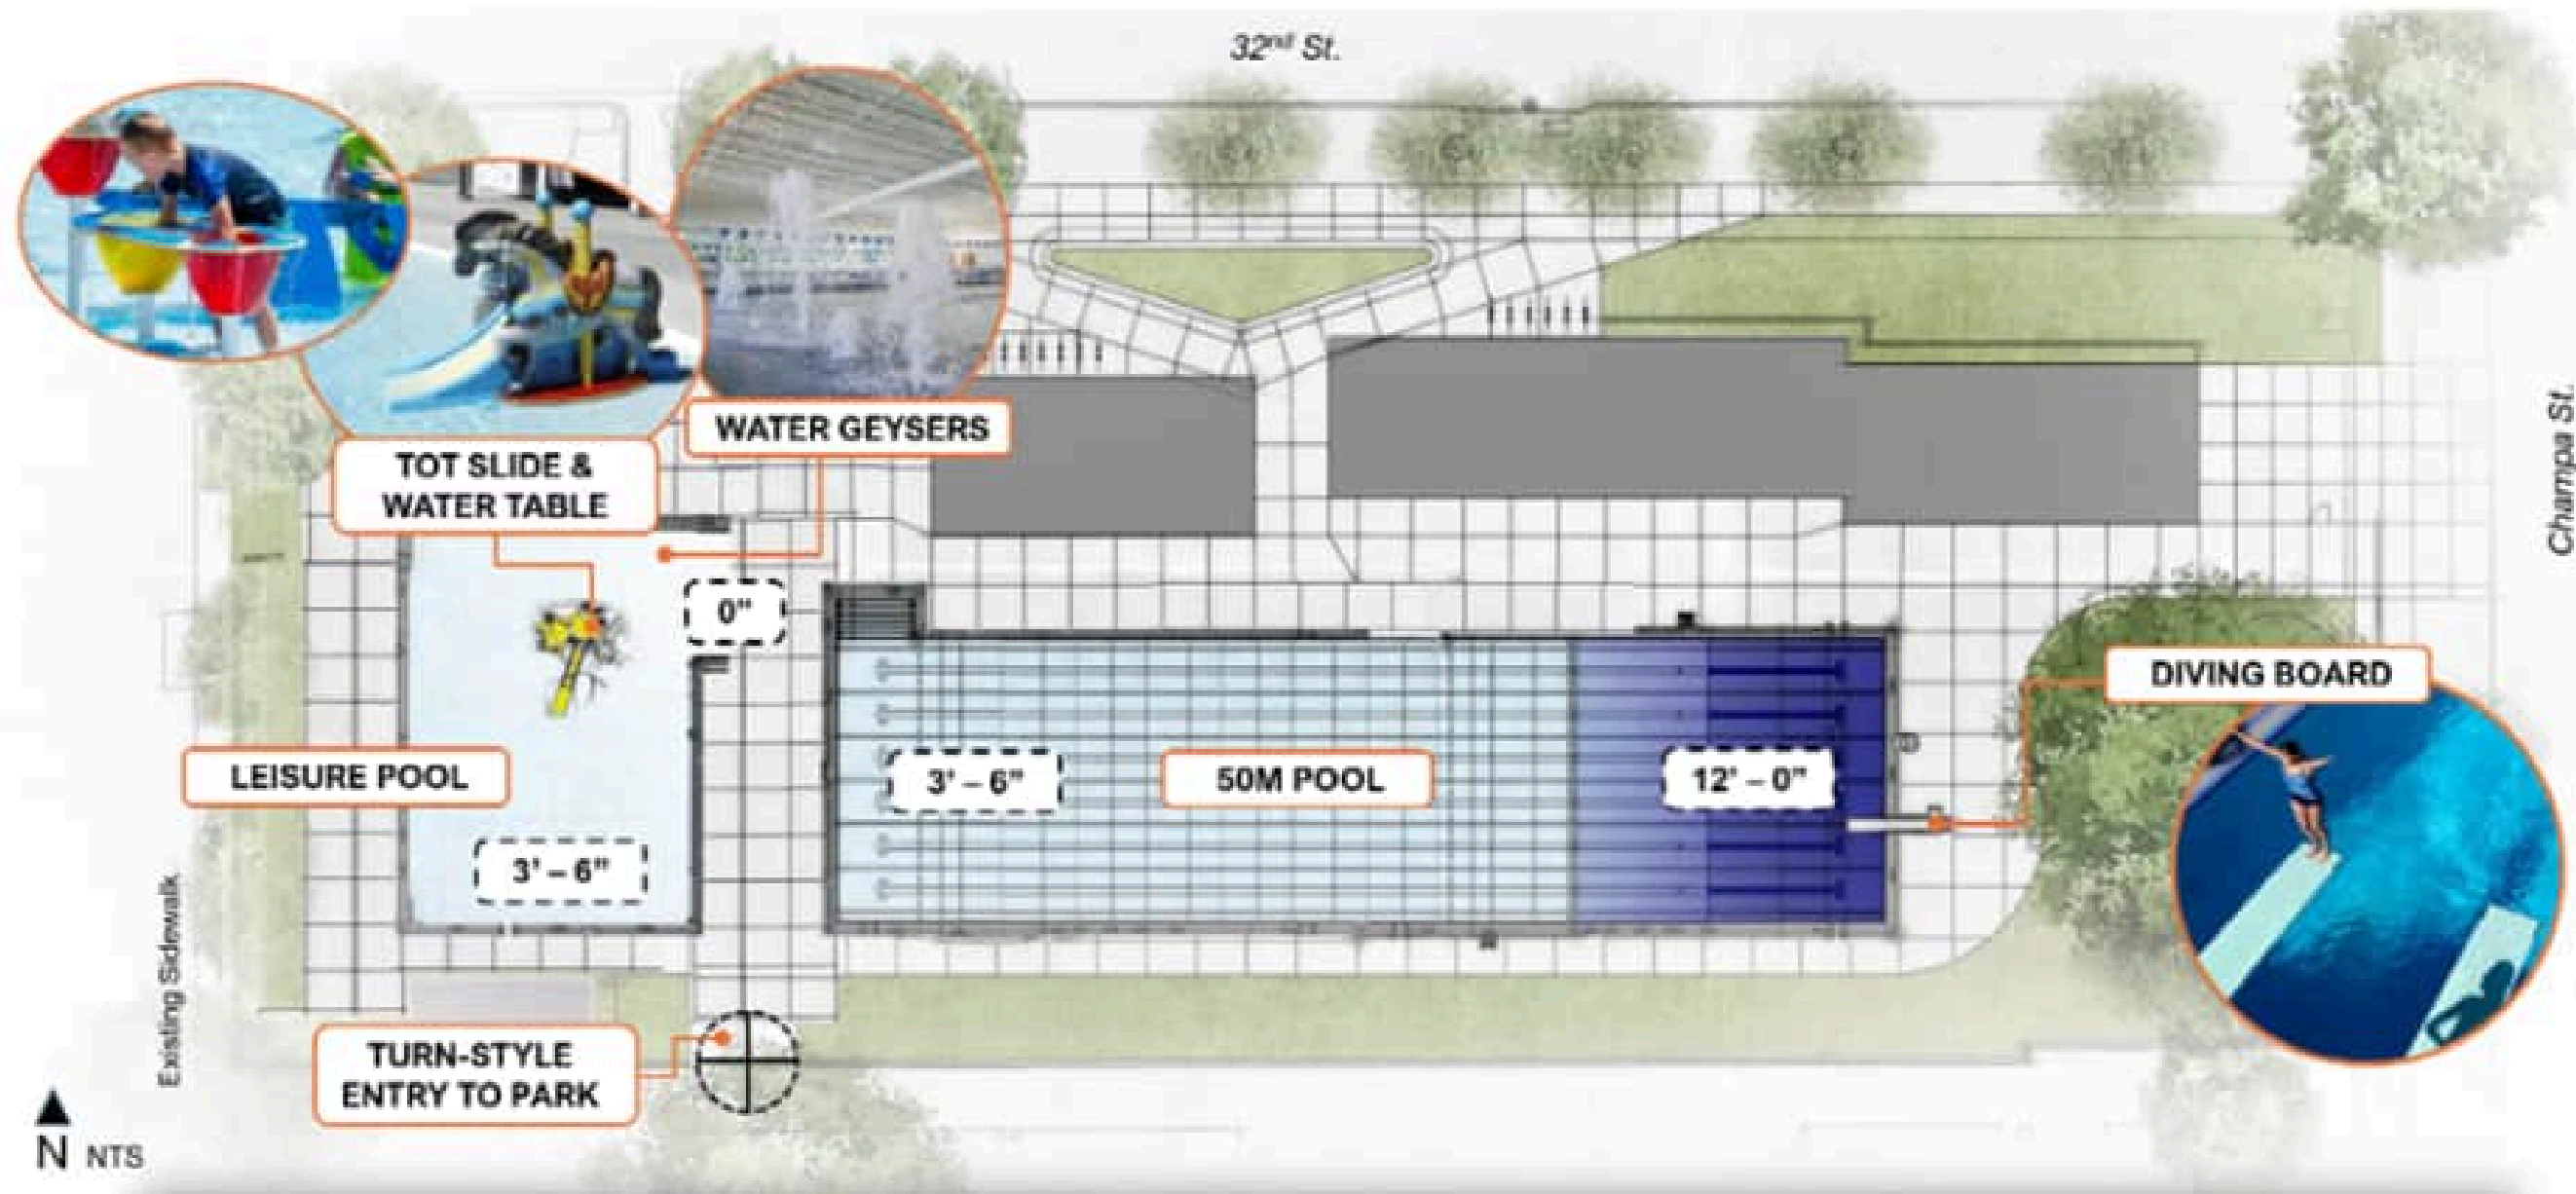 32nd St.
WATER GEYSERS
TOT SLIDE &
WATER TABLE
Champa St.
0”
DIVING BOARD
LEISURE POOL
3’ – 6”
50M POOL
12’ – 0”
3’ – 6”
Existing Sidewalk
TURN-STYLE
ENTRY TO PARK
N NTS